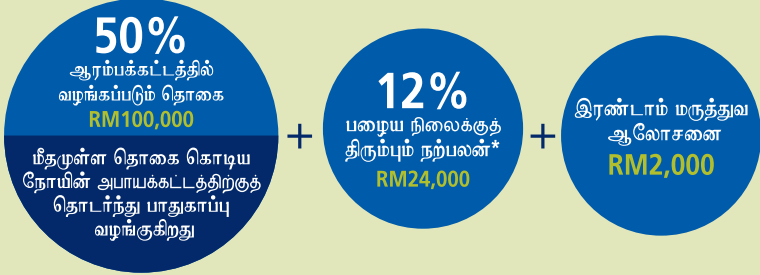 50%
ஆரம்பக்கட்டத்தில்
வழங்கப்படும் தொகை
RM100,000
மீதமுள்ள தொகை கொடிய
நோயின் அபாயக்கட்டத்திற்குத்
தொடர்ந்து பாதுகாப்பு
வழங்குகிறது
+
12%
பழைய நிலைக்குத்
திரும்பும் நற்பலன்*
RM24,000
+
இரண்டாம் மருத்துவ
ஆலோசனை
RM2,000